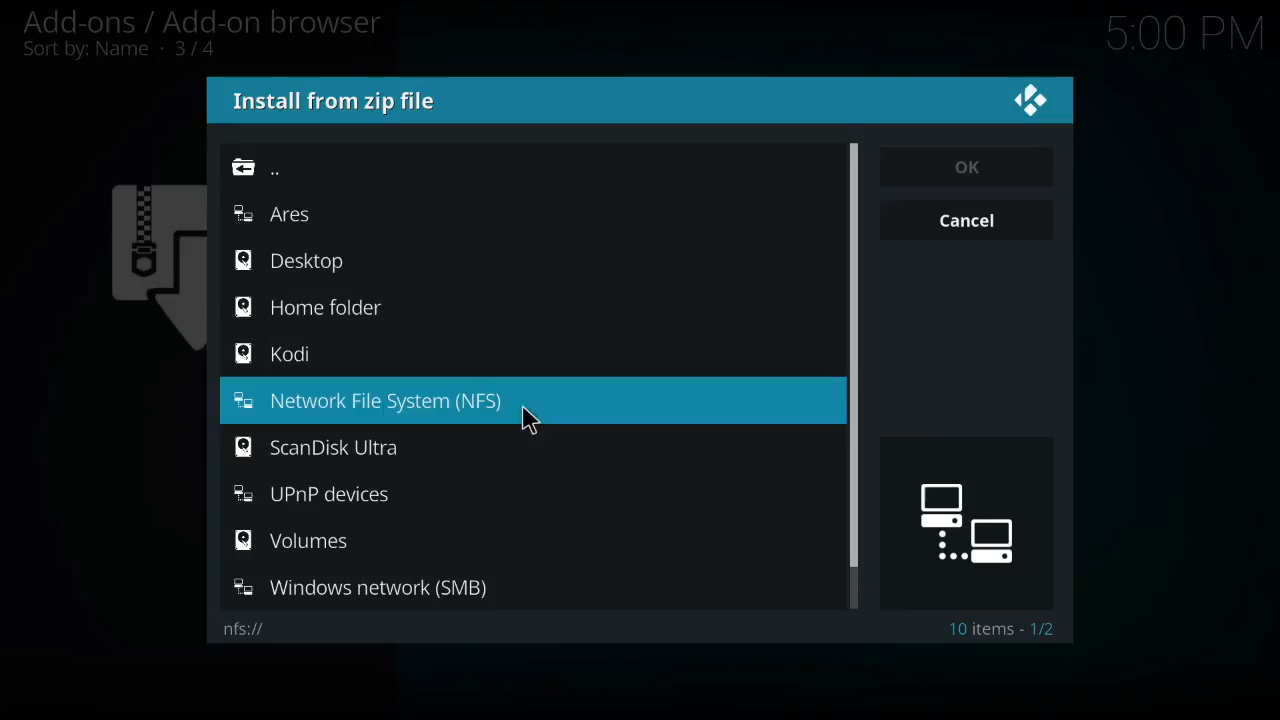 Add-ons / Add-on browser
Sort by: Name · 3 / 4
5:00 PM
Install from zip file
..
Ares
Desktop
Home folder
Kodi
Network File System (NFS)
ScanDisk Ultra
UPnP devices
Volumes
Windows network (SMB)
OK
Cancel
nfs://
10 items - 1/2